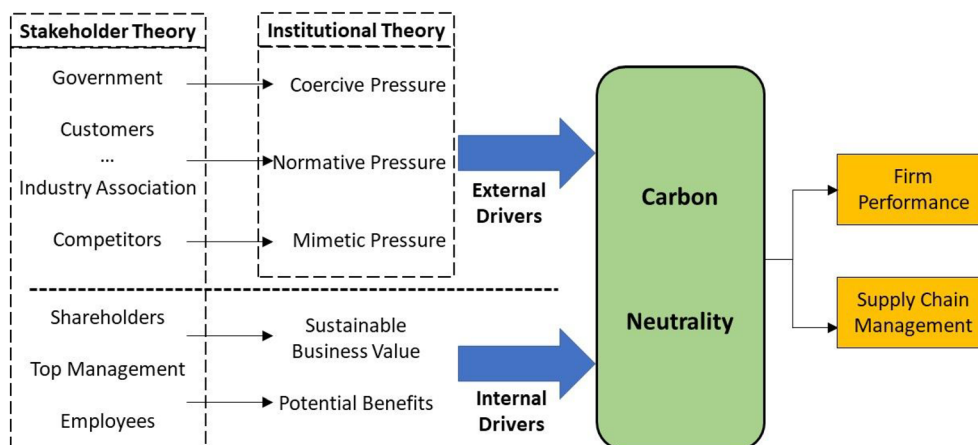 Stakeholder Theory
Government
Customers
...
Industry Association
Competitors
Shareholders
Top Management
Employees
Institutional Theory
Coercive Pressure
Normative Pressure
Mimetic Pressure
Sustainable
Business Value
Potential Benefits
External
Drivers
Internal
Drivers
Carbon
Neutrality
Firm
Performance
Supply Chain
Management